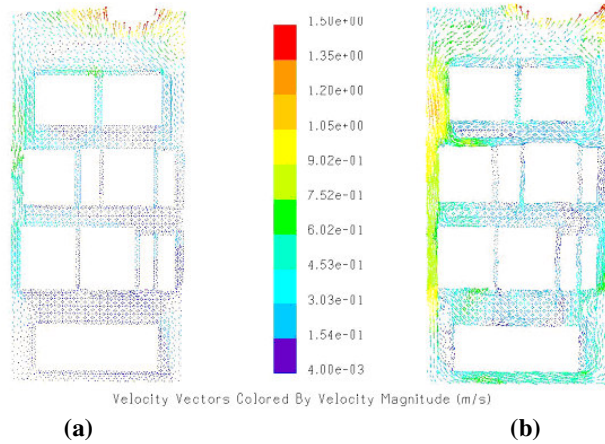 1.50e+00
1.35e+00
1.20e+00
1.05e+00
9.02e-01
7.52e-01
6.02e-01
4.53e-01
3.03e-01
1.54e-01
4.00e-03
Velocity Vectors Colored By Velocity Magnitude (m/s)
(a) (b)